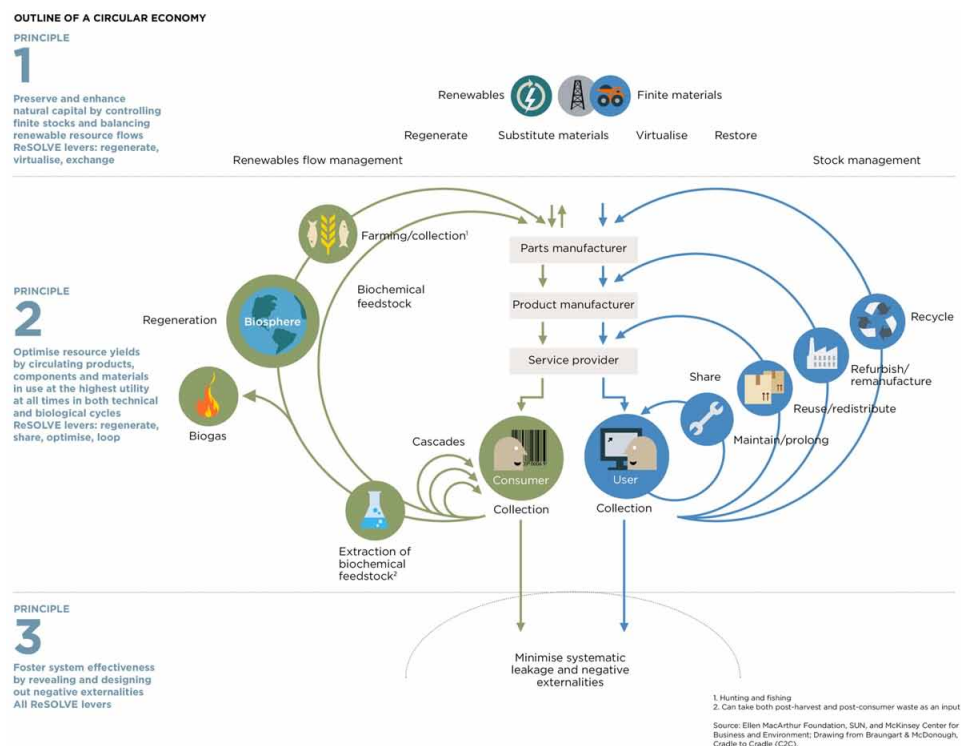 OUTLINE OF A CIRCULAR ECONOMY
PRINCIPLE
1
Preserve and enhance
natural capital by controlling
finite stocks and balancing
renewable resource flows
ReSOLVE levers: regenerate,
virtualise, exchange
Renewables
Finite materials
Regenerate
Substitute materials
Virtualise
Restore
Renewables flow management
Stock management
PRINCIPLE
2
Optimise resource yields
by circulating products,
components and materials
in use at the highest utility
at all times in both technical
and biological cycles
ReSOLVE levers: regenerate,
share, optimise, loop
Farming/collection¹
Biochemical
feedstock
Regeneration
Biosphere
Biogas
Cascades
Extraction of
biochemical
feedstock²
Parts manufacturer
Product manufacturer
Service provider
Consumer
Collection
User
Collection
Share
Maintain/prolong
Reuse/redistribute
Refurbish/
remanufacture
Recycle
PRINCIPLE
3
Foster system effectiveness
by revealing and designing
out negative externalities
All ReSOLVE levers
Minimise systematic
leakage and negative
externalities
1. Hunting and fishing
2. Can take both post-harvest and post-consumer waste as an input
Source: Ellen MacArthur Foundation, SUN, and McKinsey Center for
Business and Environment; Drawing from Braungart & McDonough,
Cradle to Cradle (C2C).